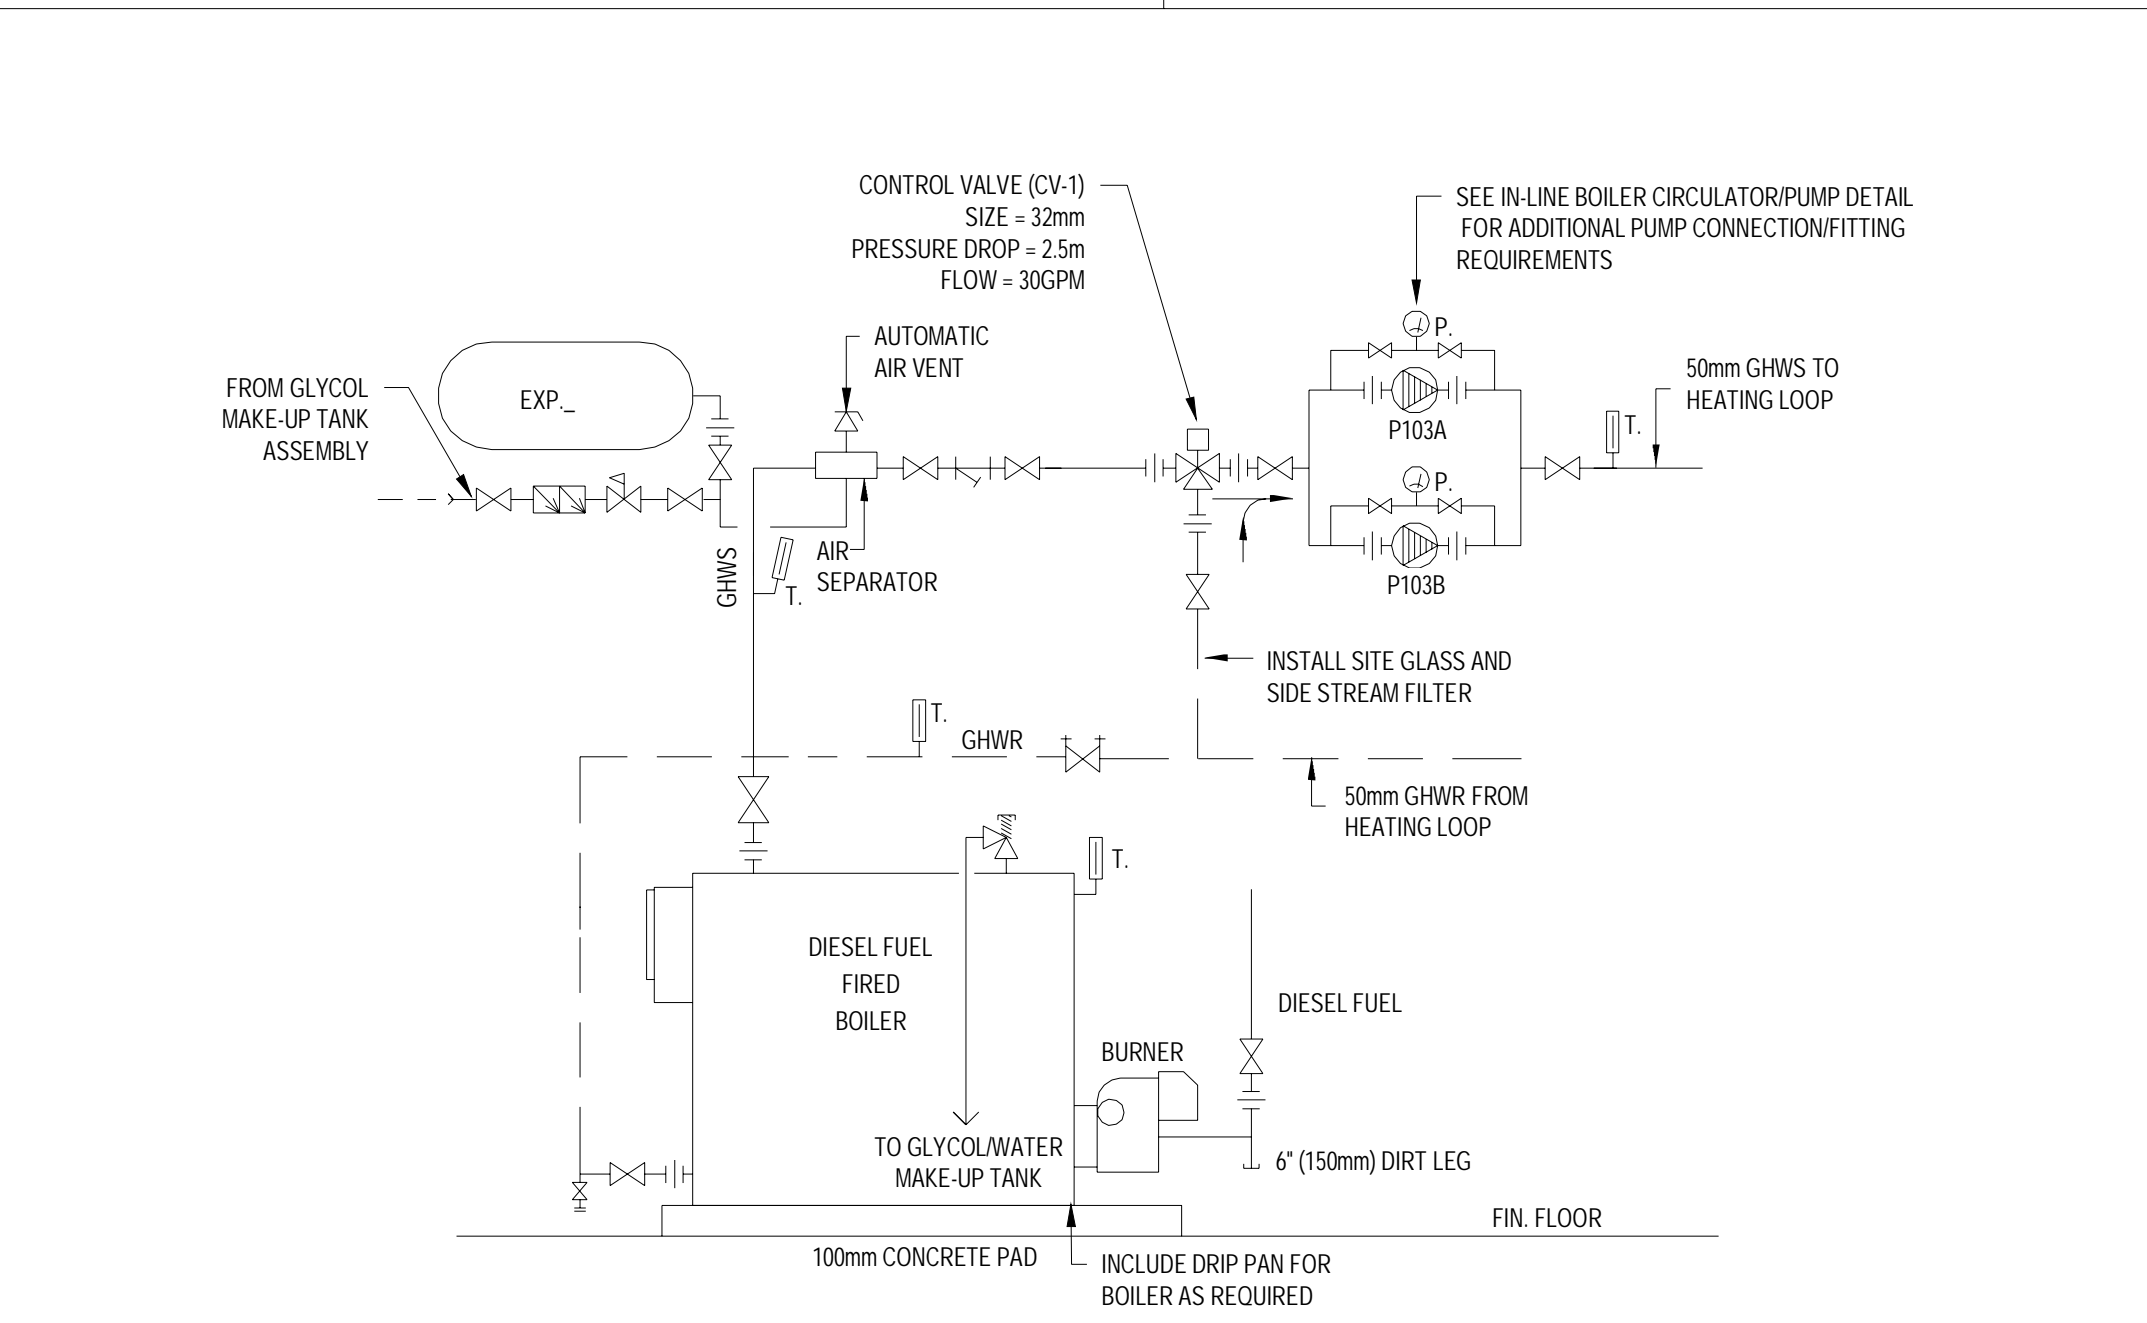 CONTROL VALVE (CV-1)
SIZE = 32mm
PRESSURE DROP = 2.5m
FLOW = 30GPM
SEE IN-LINE BOILER CIRCULATOR/PUMP DETAIL
FOR ADDITIONAL PUMP CONNECTION/FITTING
REQUIREMENTS
AUTOMATIC
AIR VENT
P.
FROM GLYCOL
MAKE-UP TANK
ASSEMBLY
EXP._
50mm GHWS TO
HEATING LOOP
P103A
T.
P.
GHWS
AIR
SEPARATOR
T.
P103B
INSTALL SITE GLASS AND
SIDE STREAM FILTER
T.
GHWR
50mm GHWR FROM
HEATING LOOP
T.
DIESEL FUEL
FIRED
BOILER
DIESEL FUEL
BURNER
TO GLYCOL/WATER
MAKE-UP TANK
6" (150mm) DIRT LEG
FIN. FLOOR
100mm CONCRETE PAD
INCLUDE DRIP PAN FOR
BOILER AS REQUIRED